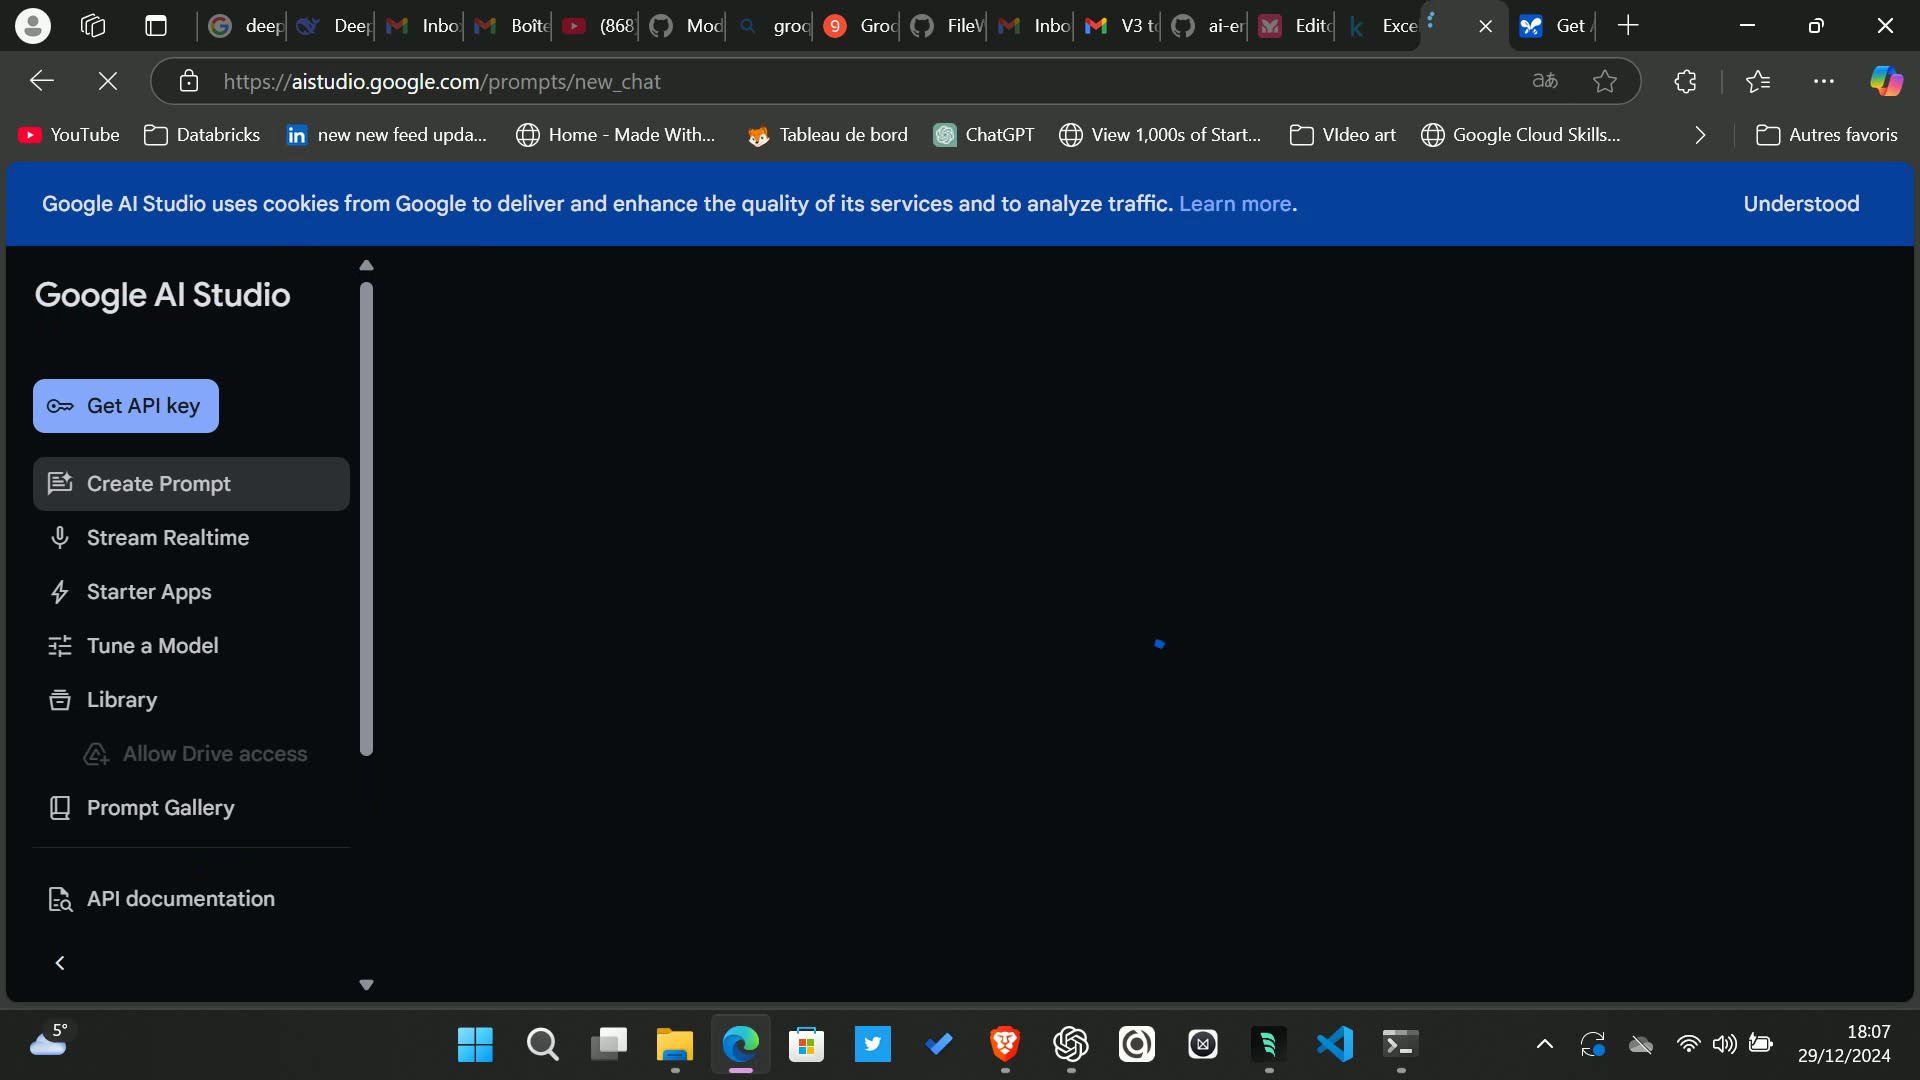 deep
Deep
Inbo
Boîte
(868)
Mod
groq
Groc
File
Inbo
V3 to
ai-er
Edito
Exce
Get
https://aistudio.google.com/prompts/new_chat
aあ
YouTube
Databricks
new new feed upda...
Home - Made With...
Tableau de bord
ChatGPT
View 1,000s of Start...
VIdeo art
Google Cloud Skills...
Autres favoris
Google AI Studio uses cookies from Google to deliver and enhance the quality of its services and to analyze traffic. Learn more.
Understood
Google AI Studio
Get API key
Create Prompt
Stream Realtime
Starter Apps
Tune a Model
Library
Allow Drive access
Prompt Gallery
API documentation
5°
18:07
29/12/2024